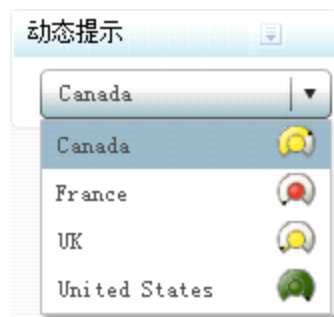 动态提示
Canada
Canada
France
UK
United States